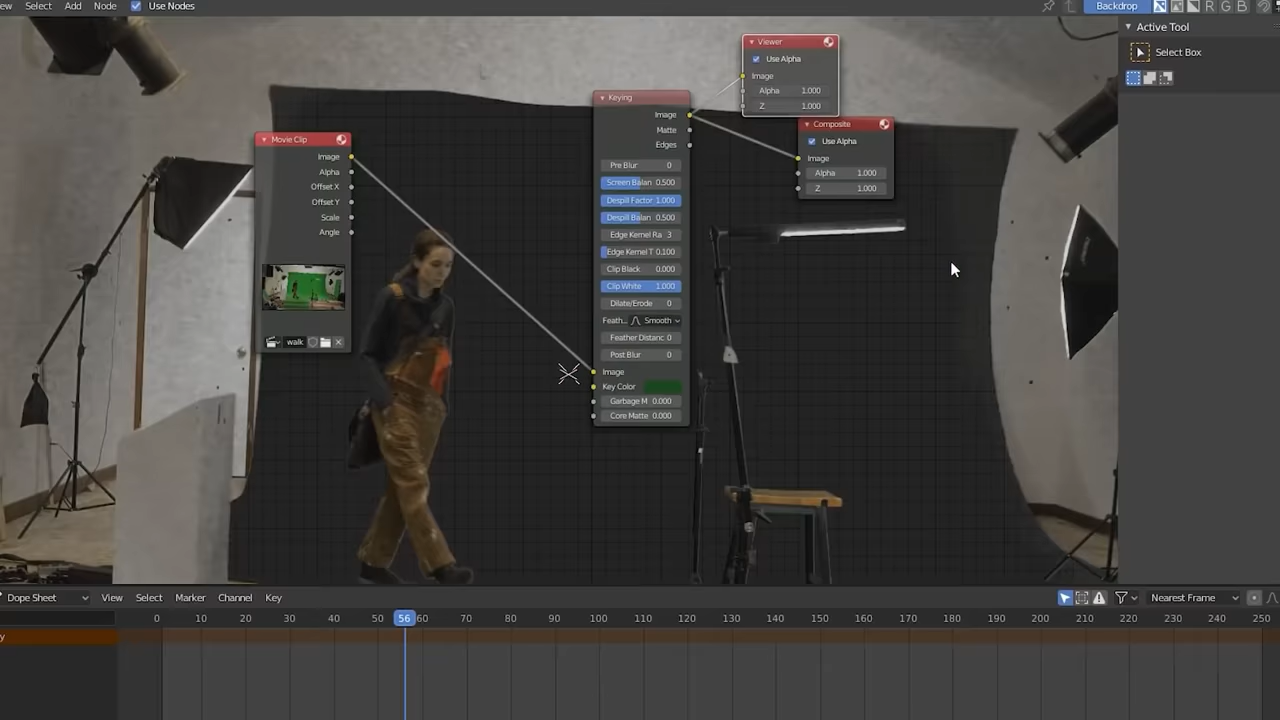 ew Select Add Node Use Nodes Backdrop R G B
Active Tool
Select Box
Viewer
Use Alpha
Image
Alpha 1.000
Z 1.000
Keying
Image
Matte
Edges
Pre Blur 0
Screen Balan 0.500
Despill Factor 1.000
Despill Balan 0.500
Edge Kernel Ra 3
Edge Kernel T 0.100
Clip Black 0.000
Clip White 1.000
Dilate/Erode 0
Feath... Smooth
Feather Distanc 0
Post Blur 0
Image
Key Color
Garbage M 0.000
Core Matte 0.000
Composite
Use Alpha
Image
Alpha 1.000
Z 1.000
Movie Clip
Image
Alpha
Offset X
Offset Y
Scale
Angle
walk
Dope Sheet View Select Marker Channel Key Nearest Frame
0 10 20 30 40 50 56 60 70 80 90 100 110 120 130 140 150 160 170 180 190 200 210 220 230 240 250
y